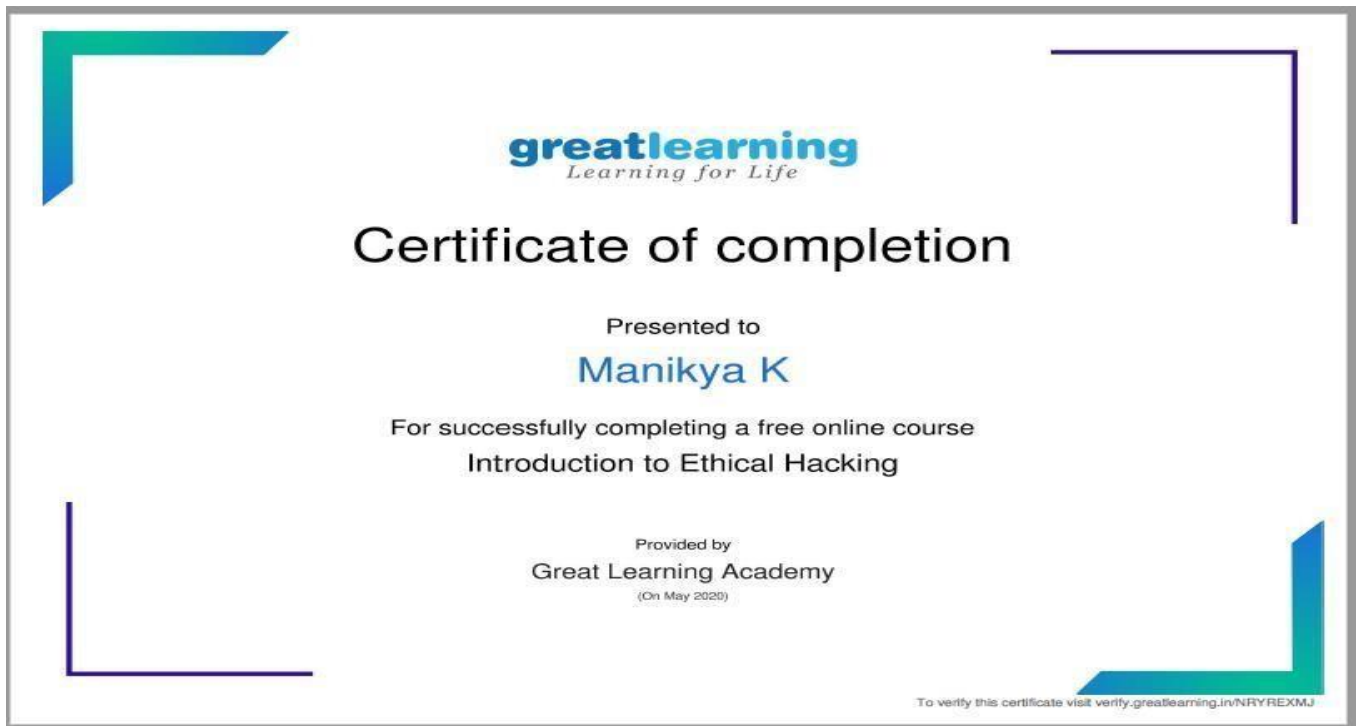 greatlearning
Learning for Life
Certificate of completion
Presented to
Manikya K
For successfully completing a free online course
Introduction to Ethical Hacking
Provided by
Great Learning Academy
(On May 2020)
To verify this certificate visit verify.greatlearning.in/NRYREXMJ